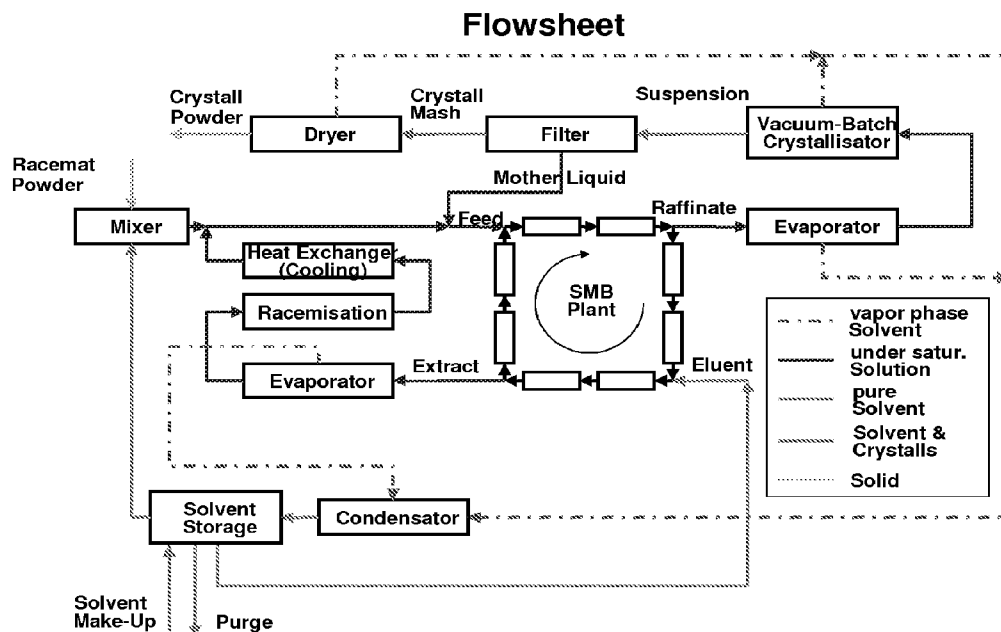 Flowsheet
Crystall
Powder
Dryer
Crystall
Mash
Filter
Suspension
Vacuum-Batch
Crystallisator
Racemat
Powder
Mother Liquid
Mixer
Feed
Raffinate
Evaporator
Heat Exchanger
(Cooling)
Racemisation
SMB
Plant
Evaporator
Extract
Eluent
vapor phase
Solvent
under satur.
Solution
pure
Solvent
Solvent &
Crystalls
Solid
Solvent
Storage
Condensator
Solvent
Make-Up
Purge